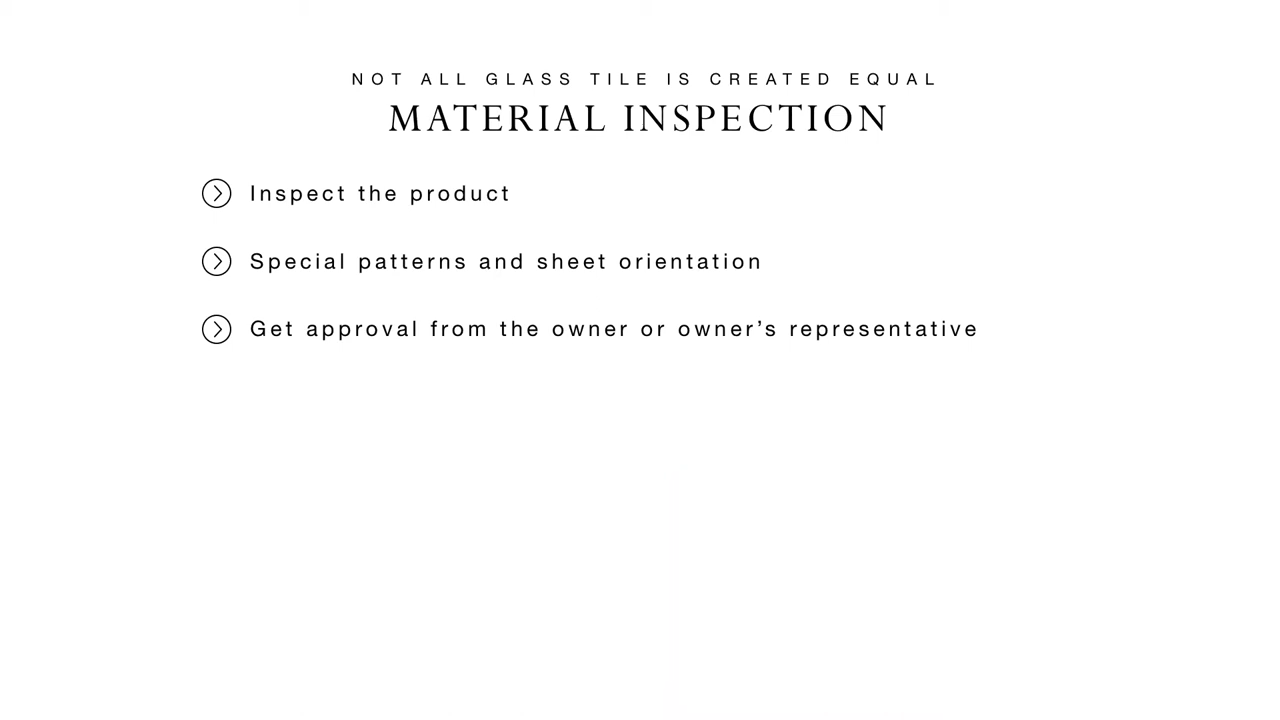 NOT ALL GLASS TILE IS CREATED EQUAL
MATERIAL INSPECTION
Inspect the product
Special patterns and sheet orientation
Get approval from the owner or owner’s representative